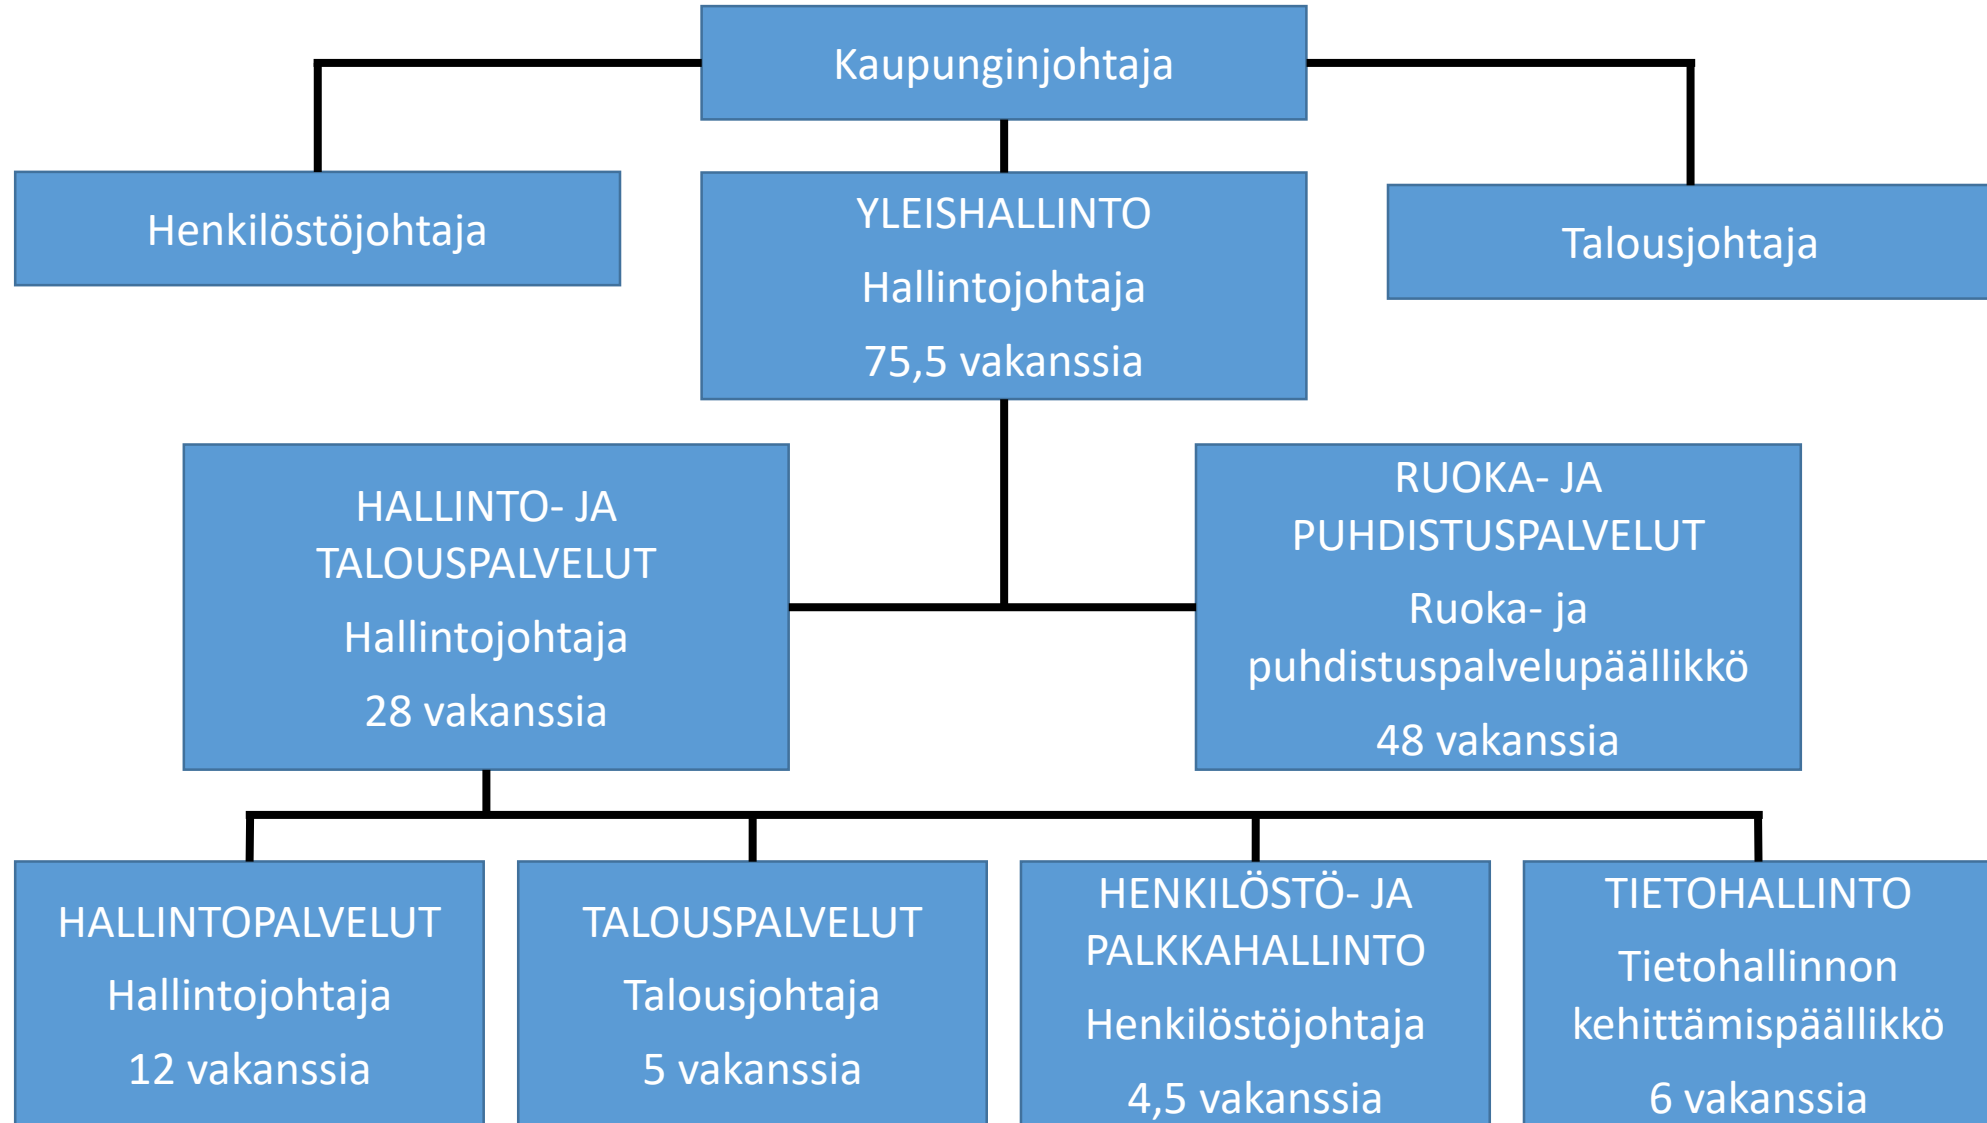 Kaupunginjohtaja
Henkilöstöjohtaja
YLEISHALLINTO
Hallintojohtaja
75,5 vakanssia
Talousjohtaja
HALLINTO- JA
TALOUSPALVELUT
Hallintojohtaja
28 vakanssia
RUOKA- JA
PUHDISTUSPALVELUT
Ruoka- ja
puhdistuspalvelupäällikkö
48 vakanssia
HALLINTOPALVELUT
Hallintojohtaja
12 vakanssia
TALOUSPALVELUT
Talousjohtaja
5 vakanssia
HENKILÖSTÖ- JA
PALKKAHALLINTO
Henkilöstöjohtaja
4,5 vakanssia
TIETOHALLINTO
Tietohallinnon
kehittämispäällikkö
6 vakanssia